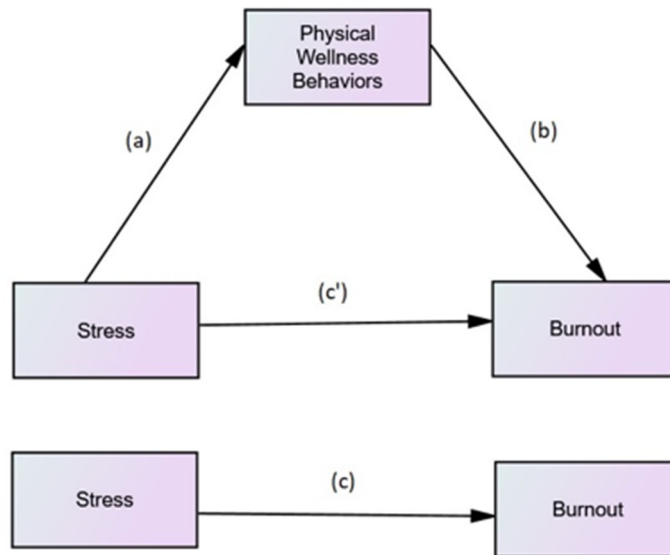 Physical
Wellness
Behaviors
(a)
(b)
Stress
(c')
Burnout
Stress
(c)
Burnout